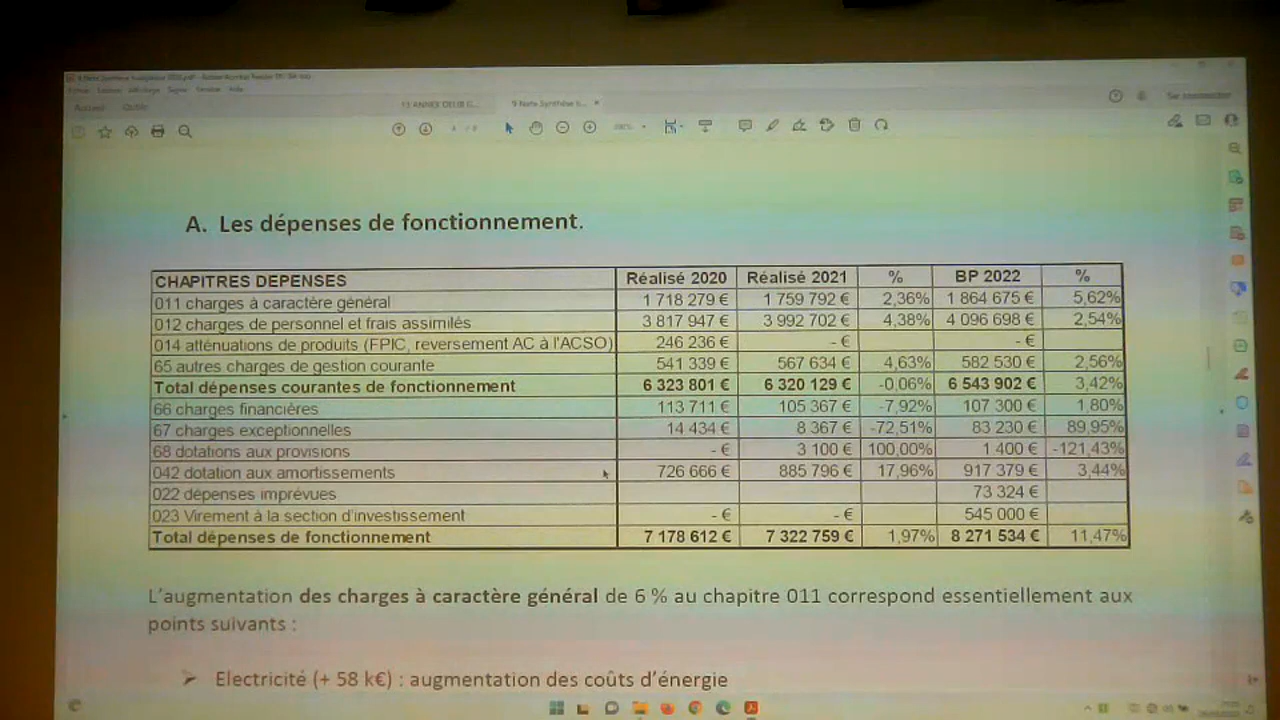 9 Note Synthèse b...
A. Les dépenses de fonctionnement.
CHAPITRES DEPENSES Réalisé 2020 Réalisé 2021 % BP 2022 %
011 charges à caractère général 1 718 279 € 1 759 792 € 2,36% 1 864 675 € 5,62%
012 charges de personnel et frais assimilés 3 817 947 € 3 992 702 € 4,38% 4 096 698 € 2,54%
014 atténuations de produits (FPIC, reversement AC à l'ACSO) 246 236 € - € - €
65 autres charges de gestion courante 541 339 € 567 634 € 4,63% 582 530 € 2,56%
Total dépenses courantes de fonctionnement 6 323 801 € 6 320 129 € -0,06% 6 543 902 € 3,42%
66 charges financières 113 711 € 105 367 € -7,92% 107 300 € 1,80%
67 charges exceptionnelles 14 434 € 8 367 € -72,51% 83 230 € 89,95%
68 dotations aux provisions - € 3 100 € 100,00% 1 400 € -121,43%
042 dotation aux amortissements 726 666 € 885 796 € 17,96% 917 379 € 3,44%
022 dépenses imprévues 73 324 €
023 Virement à la section d'investissement - € - € 545 000 €
Total dépenses de fonctionnement 7 178 612 € 7 322 759 € 1,97% 8 271 534 € 11,47%
L'augmentation des charges à caractère général de 6 % au chapitre 011 correspond essentiellement aux
points suivants :
➢ Electricité (+ 58 k€) : augmentation des coûts d'énergie